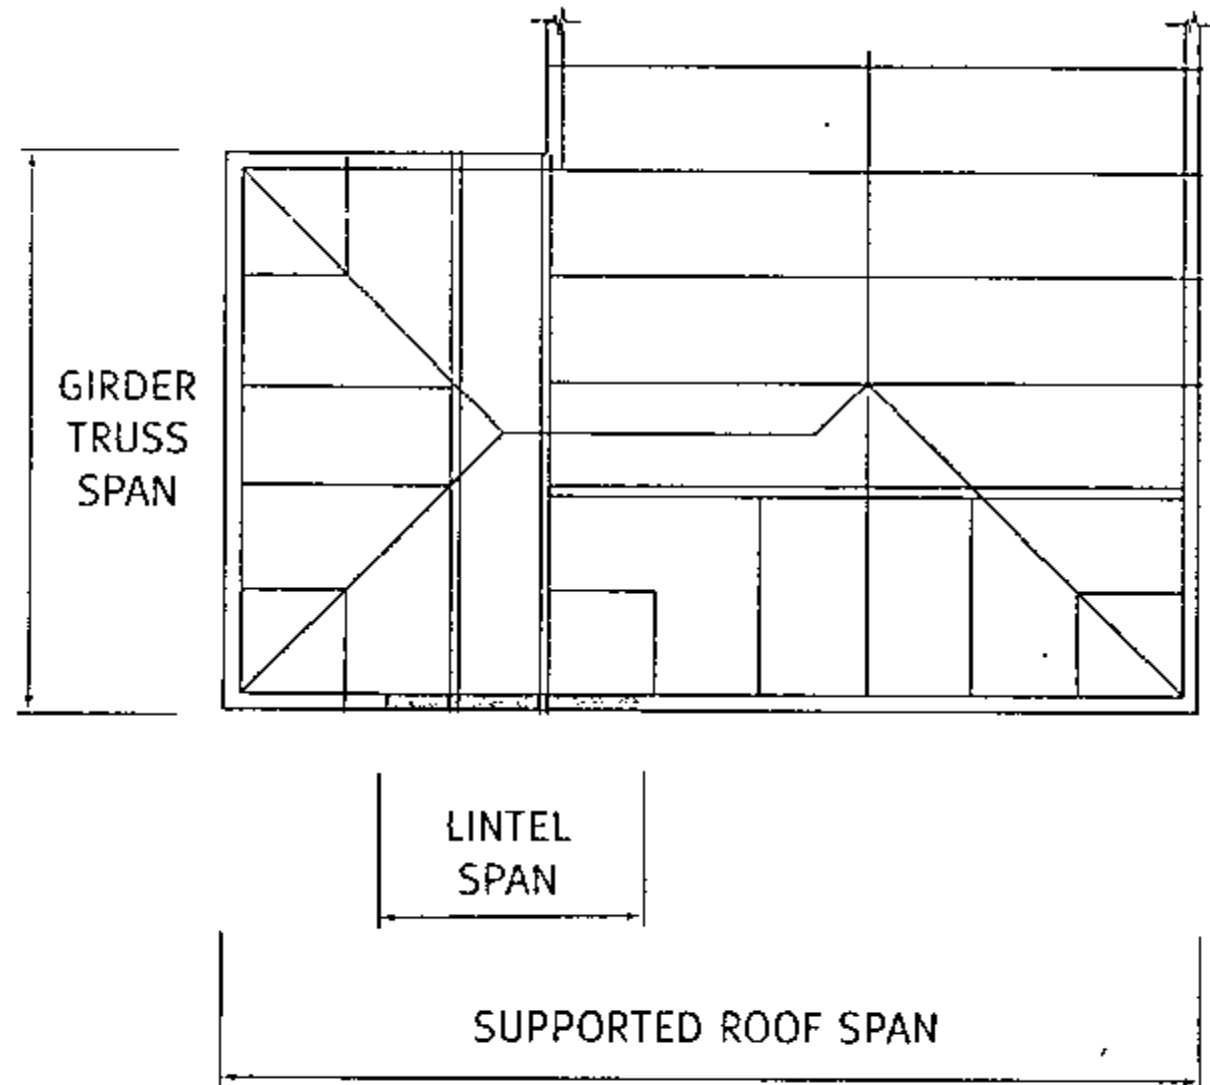 GIRDER
TRUSS
SPAN
LINTEL
SPAN
SUPPORTED ROOF SPAN